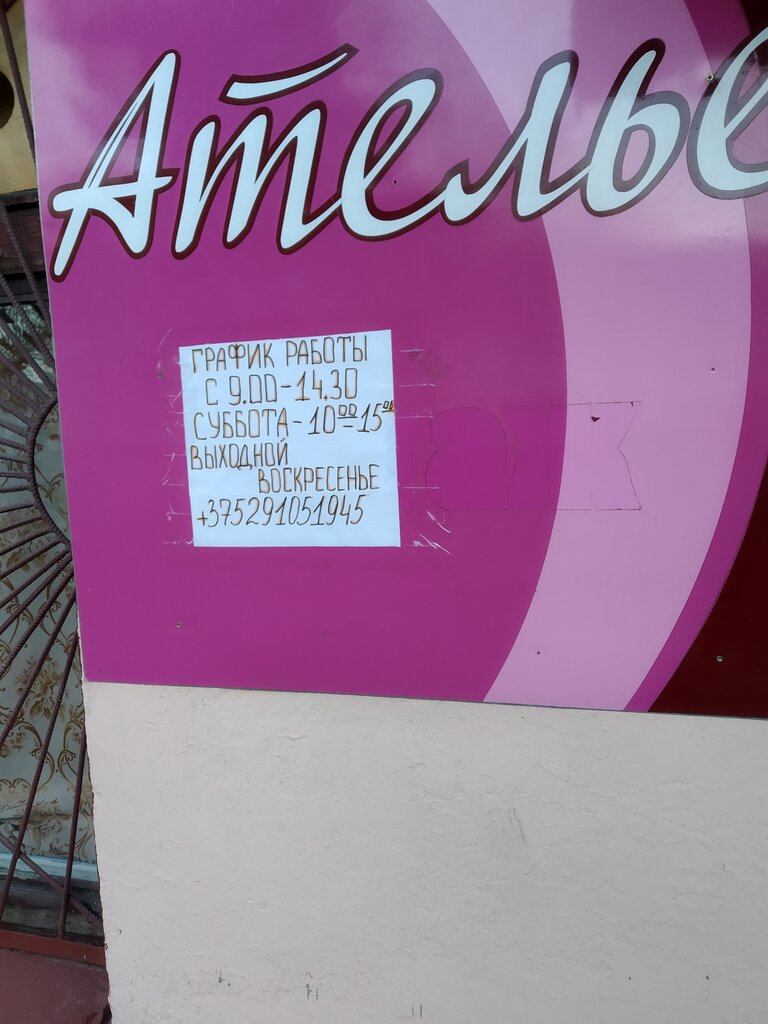 Ателье
ГРАФИК РАБОТЫ
С 9.00-14.30
СУББОТА-10⁰⁰-15⁰⁰
ВЫХОДНОЙ
ВОСКРЕСЕНЬЕ
+375291051945